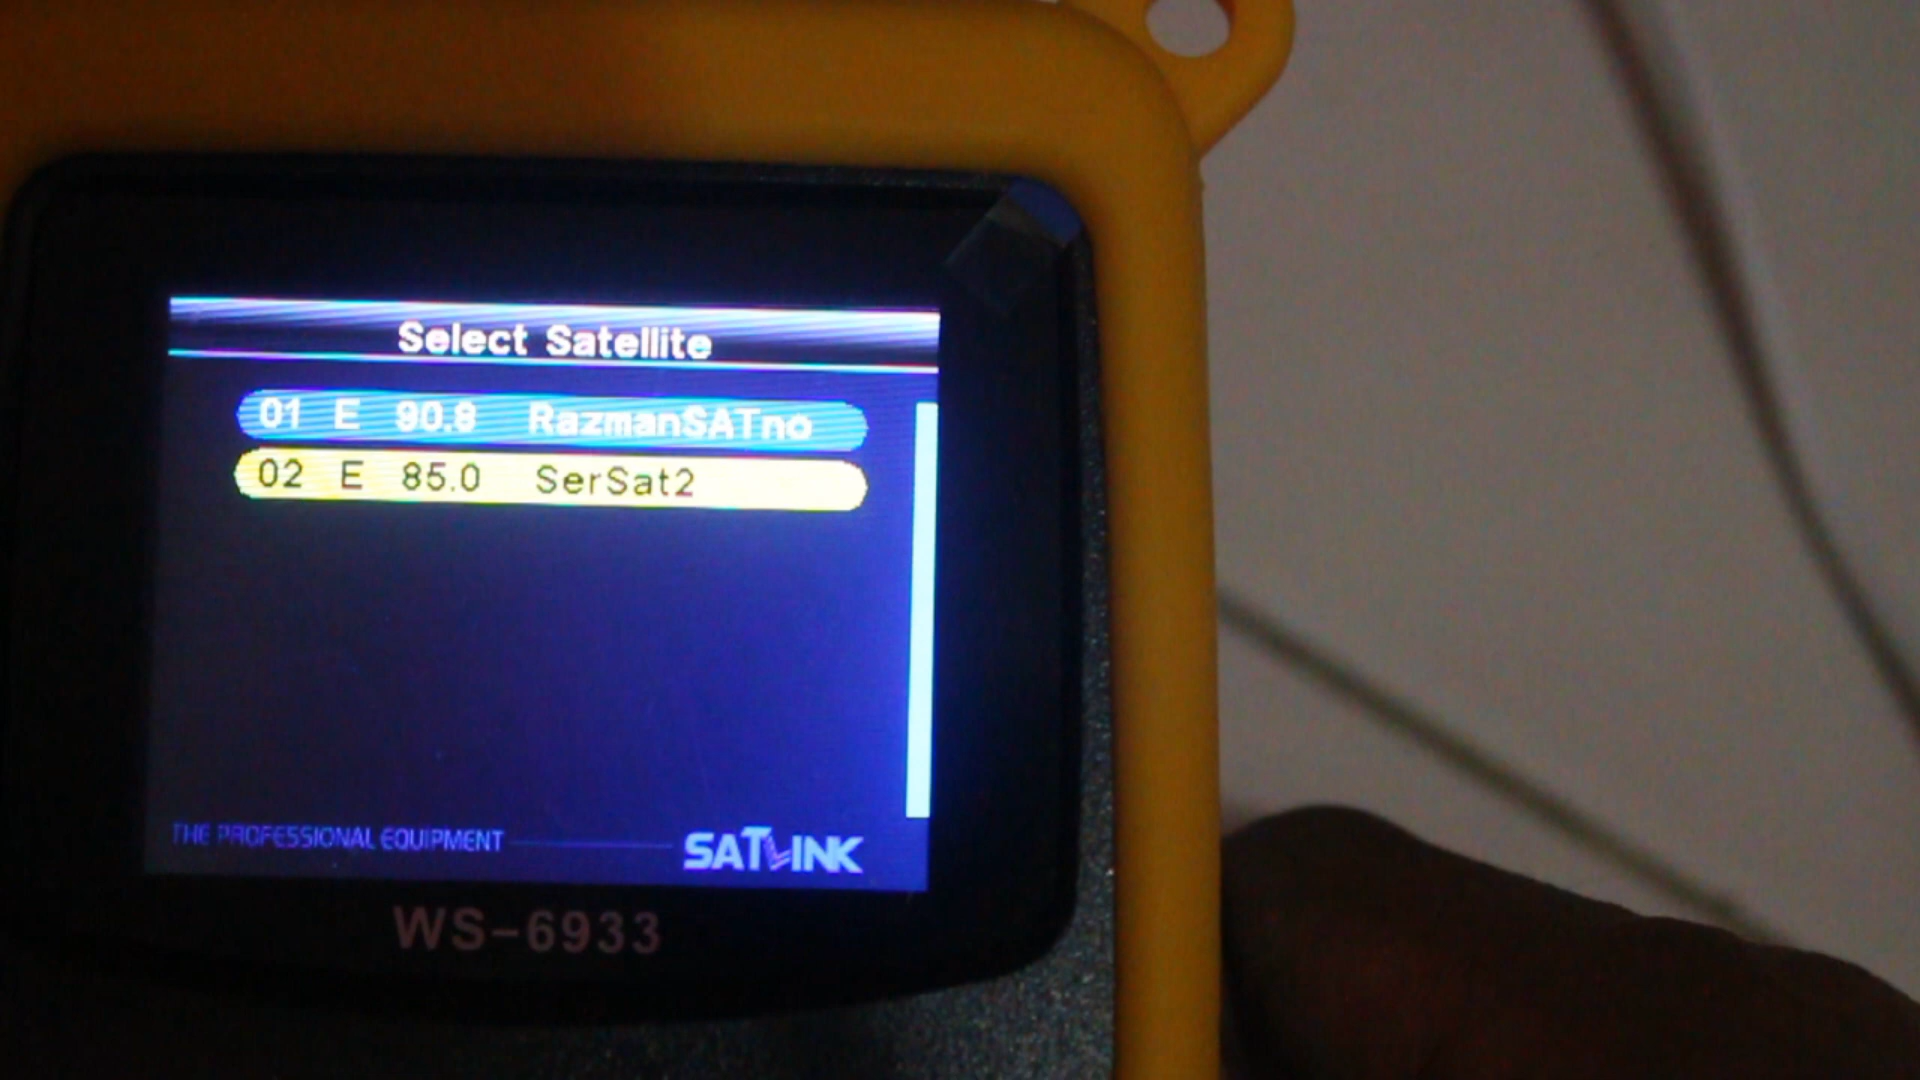 Select Satellite
01 E 90.8 RazmanSATno
02 E 85.0 SerSat2
THE PROFESSIONAL EQUIPMENT
SATLINK
WS-6933